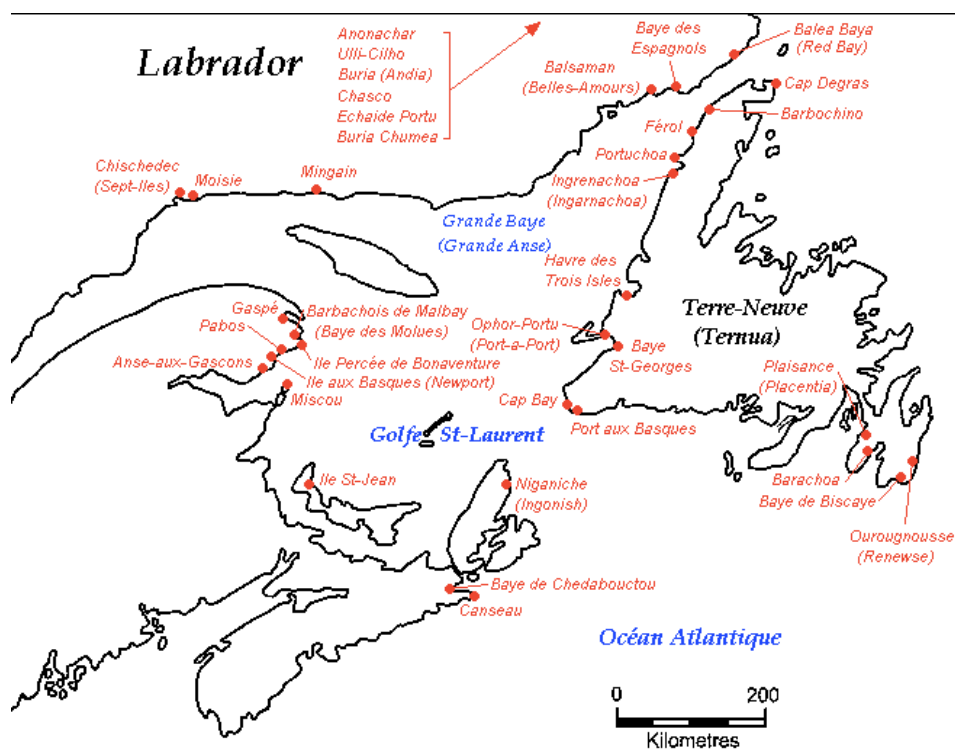 Anonachar
Ulli-Cilho
Buria (Andia)
Chasco
Echaide Portu
Buria Chumea
Labrador
Baye des
Espagnols
Balea Baya
(Red Bay)
Balsaman
(Belles-Amours)
Cap Degras
Barbochino
Férol
Portuchoa
Ingrenachoa
(Ingarnachoa)
Chischedec
(Sept-Iles)
Moisie
Mingain
Grande Baye
(Grande Anse)
Havre des
Trois Isles
Terre-Neuve
(Ternua)
Gaspé
Barbachois de Malbay
(Baye des Molues)
Pabos
Anse-aux-Gascons
Ile Percée de Bonaventure
Ile aux Basques (Newport)
Miscou
Ophor-Portu
(Port-a-Port)
Baye
St-Georges
Plaisance
(Placentia)
Cap Bay
Port aux Basques
Golfe St-Laurent
Ile St-Jean
Niganiche
(Ingonish)
Barachoa
Baye de Biscaye
Ourougnousse
(Renewse)
Baye de Chedabouctou
Canseau
Océan Atlantique
0 200
Kilometres